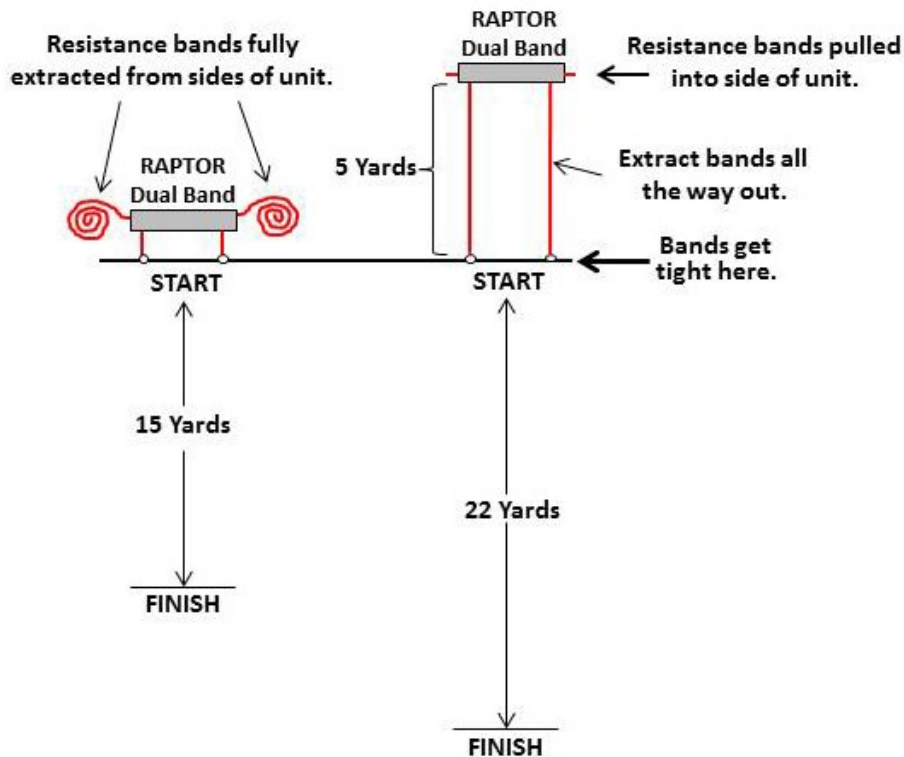 Resistance bands fully
extracted from sides of unit.
RAPTOR
Dual Band
START
15 Yards
FINISH
RAPTOR
Dual Band
Resistance bands pulled
into side of unit.
5 Yards
Extract bands all
the way out.
Bands get
tight here.
START
22 Yards
FINISH